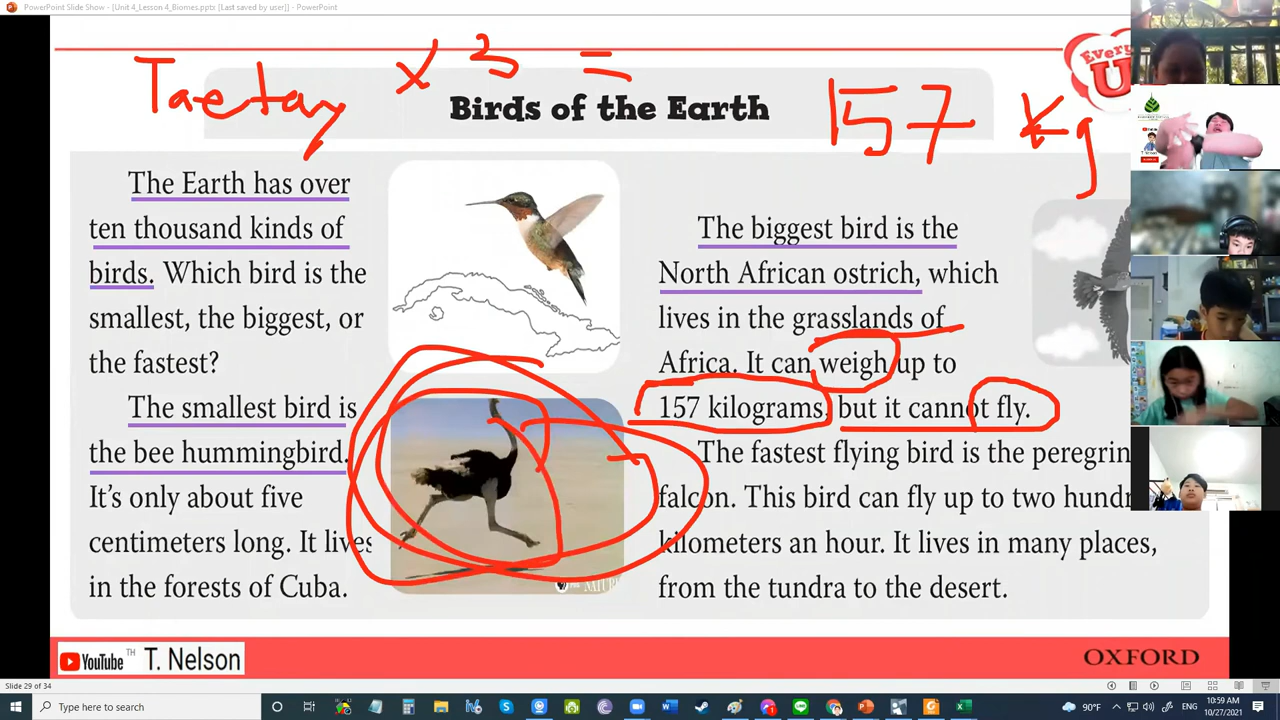 PowerPoint Slide Show - [Unit 4_Lesson 4_Biomes.pptx [Last saved by user]] - PowerPoint
Taetay x 3 =
157 kg
Birds of the Earth
The Earth has over
ten thousand kinds of
birds. Which bird is the
smallest, the biggest, or
the fastest?
The smallest bird is
the bee hummingbird.
It's only about five
centimeters long. It lives
in the forests of Cuba.
The biggest bird is the
North African ostrich, which
lives in the grasslands of
Africa. It can weigh up to
157 kilograms, but it cannot fly.
The fastest flying bird is the peregrin
falcon. This bird can fly up to two hundr
kilometers an hour. It lives in many places,
from the tundra to the desert.
YouTube TH T. Nelson
OXFORD
Slide 29 of 34
Type here to search
90°F
10:59 AM
10/27/2021